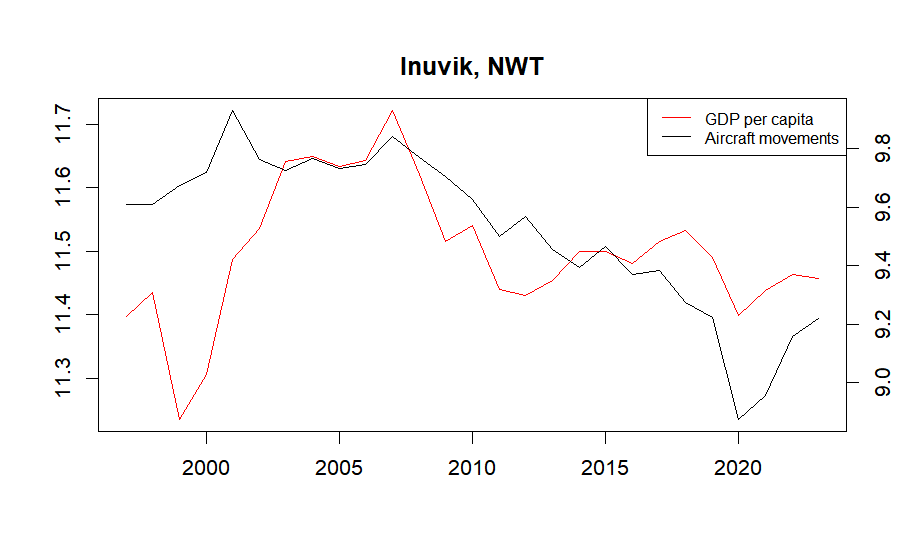 Inuvik, NWT
GDP per capita
Aircraft movements
11.7
11.6
11.5
11.4
11.3
9.8
9.6
9.4
9.2
9.0
2000 2005 2010 2015 2020